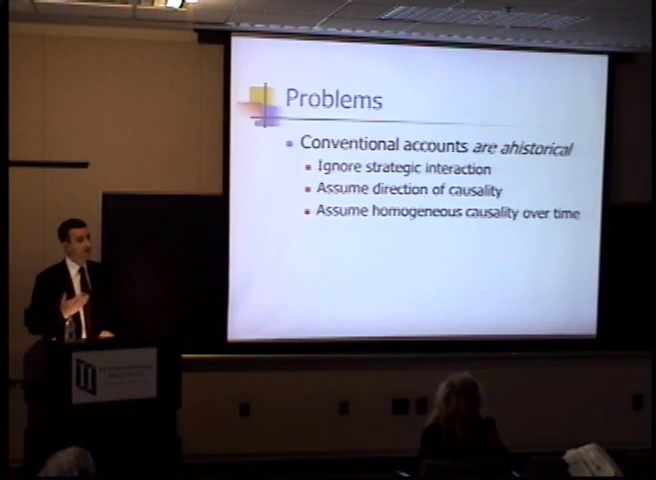 Problems
Conventional accounts are ahistorical
Ignore strategic interaction
Assume direction of causality
Assume homogeneous causality over time